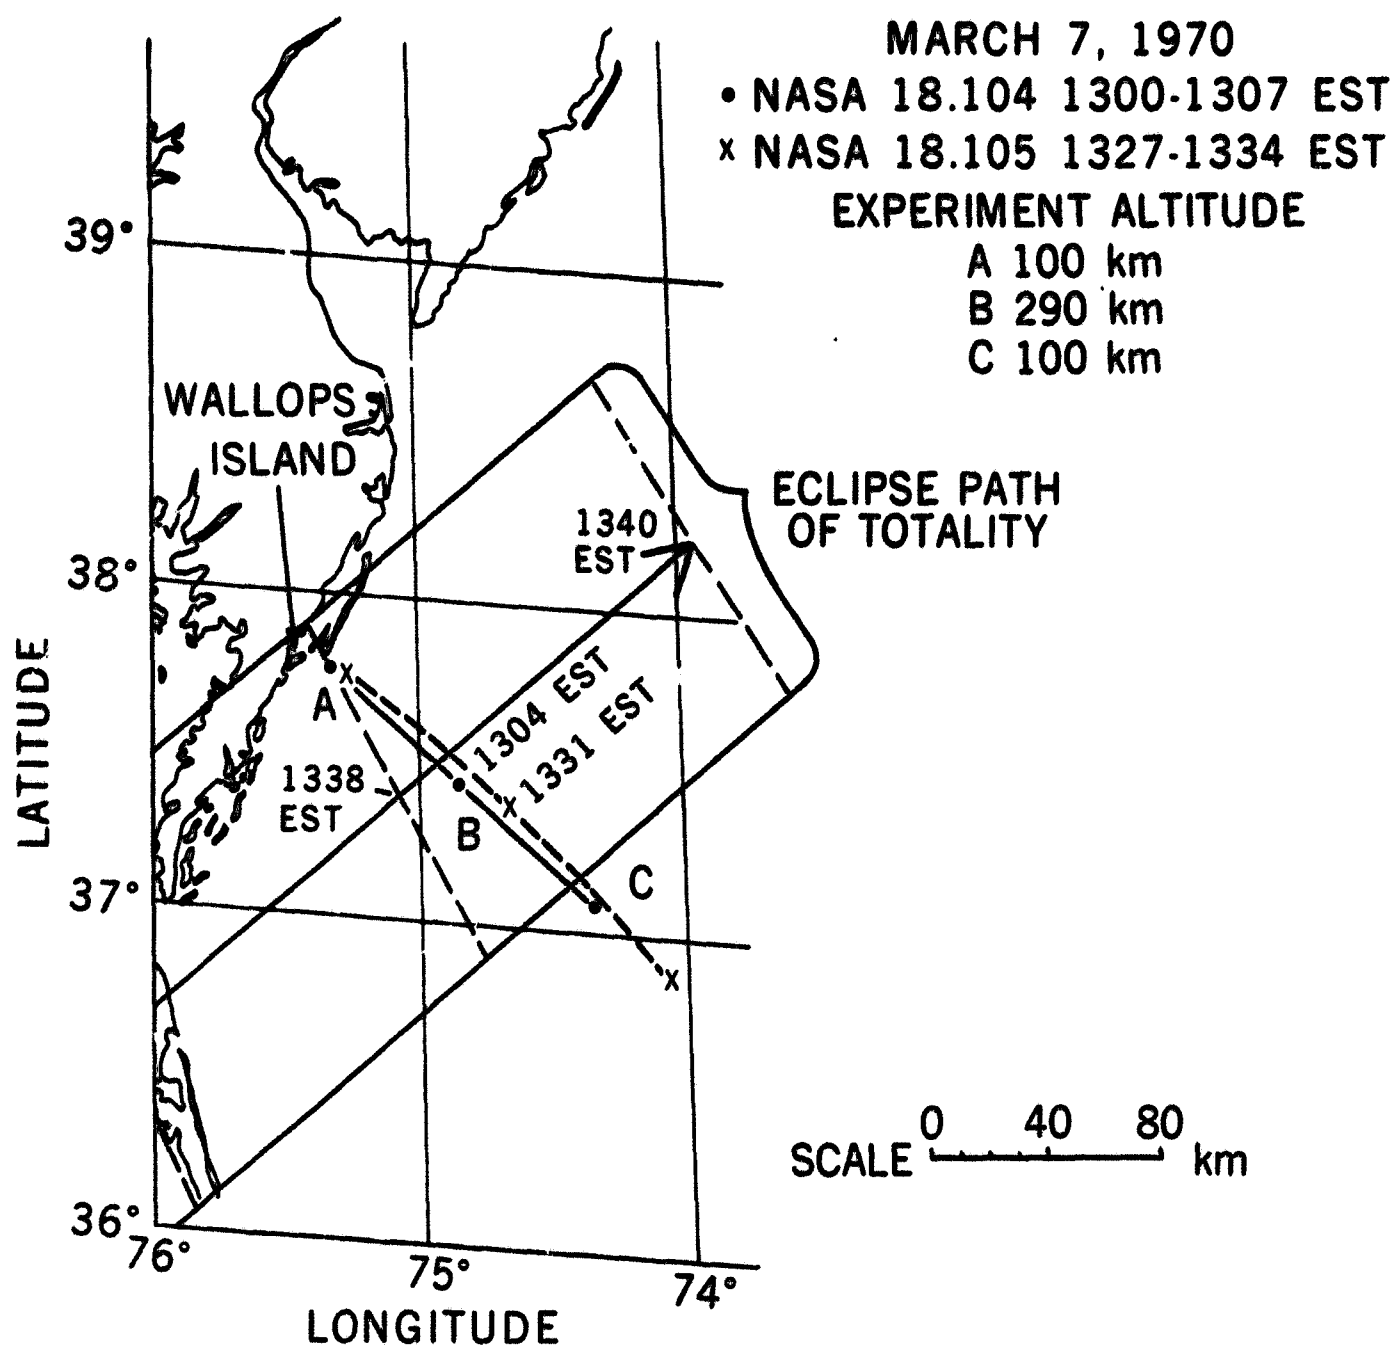 MARCH 7, 1970
• NASA 18.104 1300-1307 EST
x NASA 18.105 1327-1334 EST
EXPERIMENT ALTITUDE
A 100 km
B 290 km
C 100 km
39°
WALLOPS
ISLAND
ECLIPSE PATH
OF TOTALITY
1340
EST
38°
LATITUDE
A
1304 EST
1331 EST
1338
EST
B
C
37°
0 40 80
SCALE km
36°
76°
75°
74°
LONGITUDE